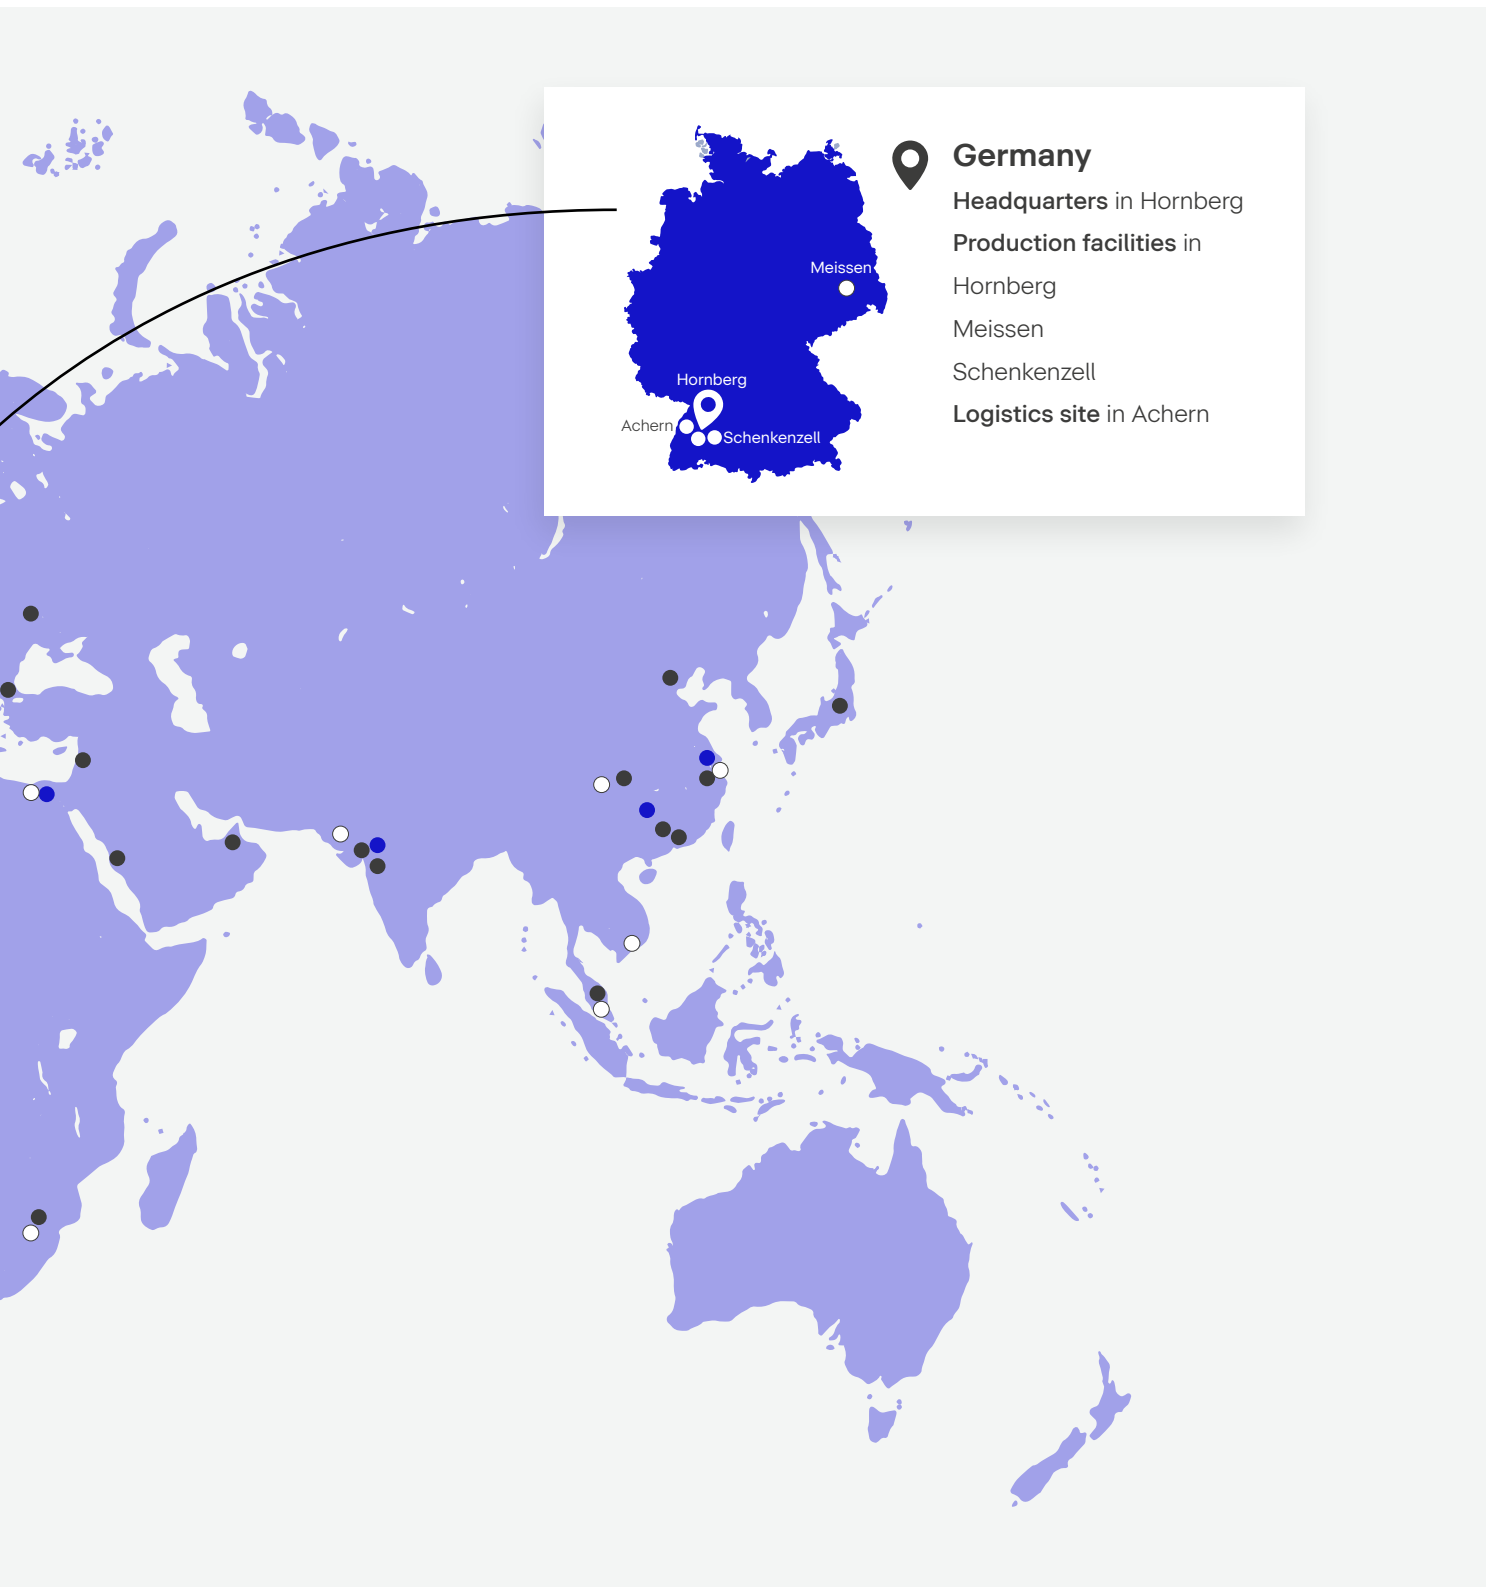 Germany
Headquarters in Hornberg
Production facilities in
Hornberg
Meissen
Schenkenzell
Logistics site in Achern
Meissen
Hornberg
Achern
Schenkenzell